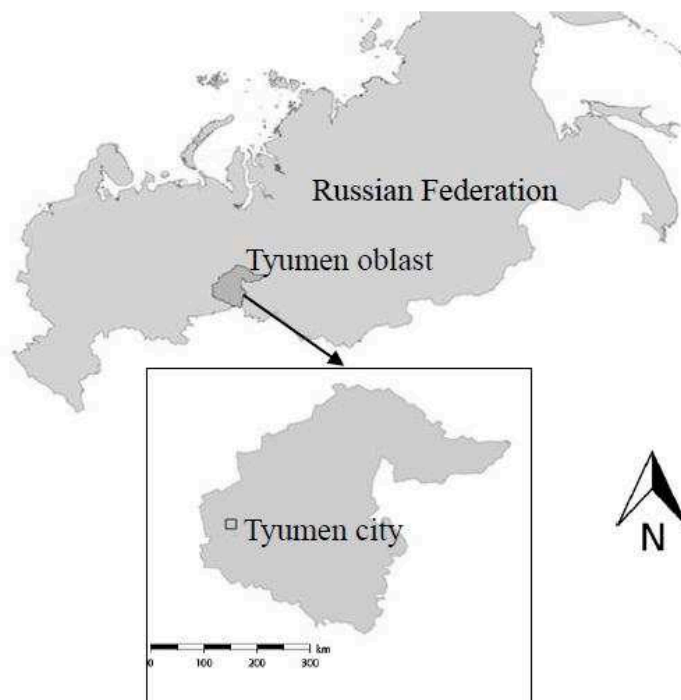 Russian Federation
Tyumen oblast
Tyumen city
km
0 100 200 300
N